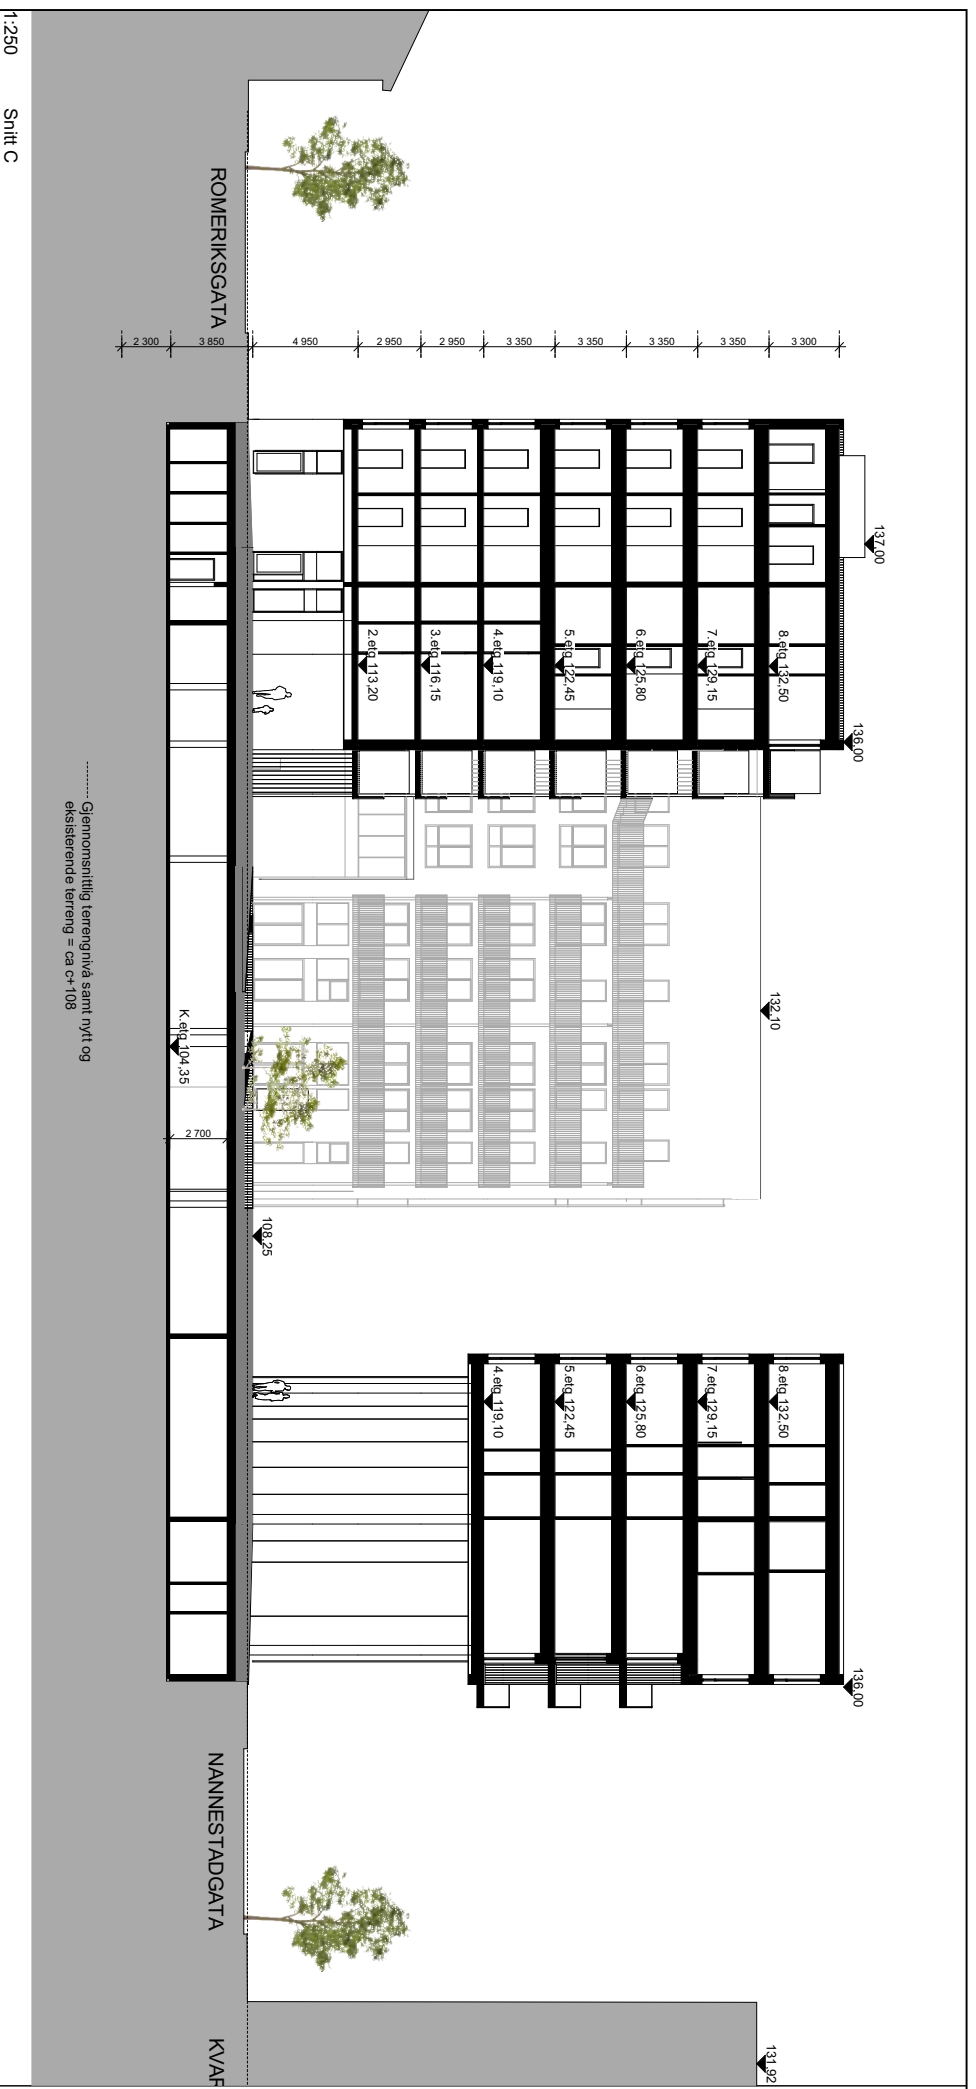 137,00
136,00
136,00
132,10
131,92
8.etg 132,50
7.etg 129,15
6.etg 125,80
5.etg 122,45
4.etg 119,10
3.etg 116,15
2.etg 113,20
8.etg 132,50
7.etg 129,15
6.etg 125,80
5.etg 122,45
4.etg 119,10
3 300
3 350
3 350
3 350
3 350
2 950
2 950
4 950
3 850
2 300
108,25
ROMERIKSGATA
NANNESTADGATA
KVAR
K.etg 104,35
2 700
Gjennomsnittlig terrengnivå samt nytt og
eksisterende terreng = ca c+108
1:250 Snitt C